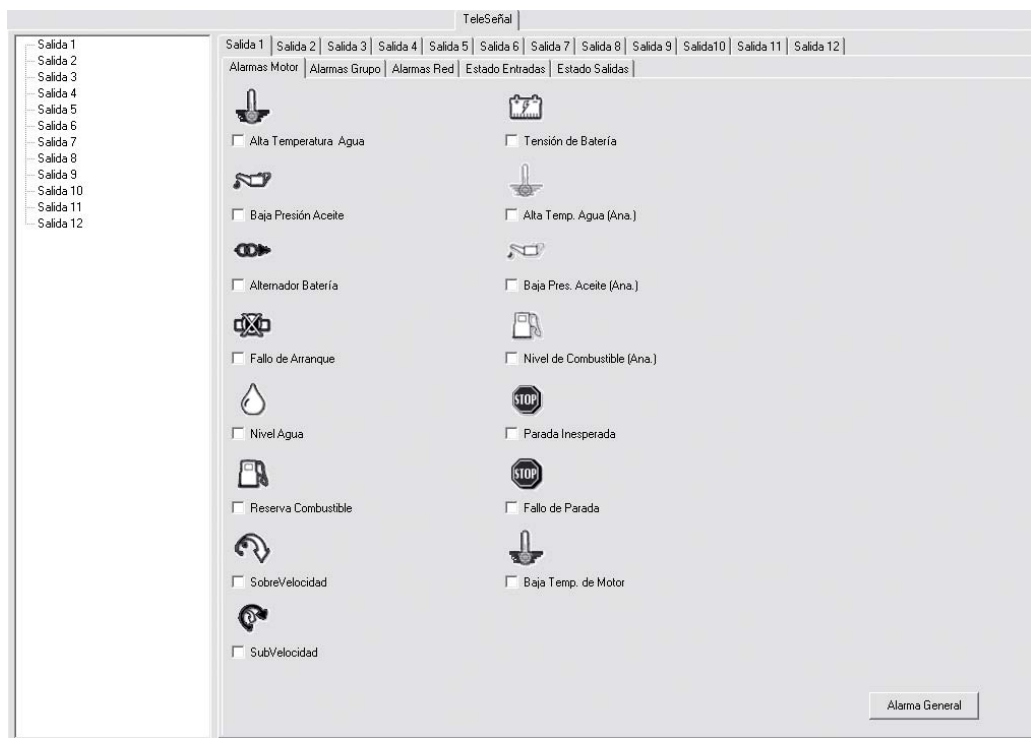 TeleSeñal
Salida 1
Salida 2
Salida 3
Salida 4
Salida 5
Salida 6
Salida 7
Salida 8
Salida 9
Salida 10
Salida 11
Salida 12
Salida 1 Salida 2 Salida 3 Salida 4 Salida 5 Salida 6 Salida 7 Salida 8 Salida 9 Salida10 Salida 11 Salida 12
Alarmas Motor Alarmas Grupo Alarmas Red Estado Entradas Estado Salidas
Alta Temperatura Agua
Tensión de Batería
Baja Presión Aceite
Alta Temp. Agua (Ana.)
Alternador Batería
Baja Pres. Aceite (Ana.)
Fallo de Arranque
Nivel de Combustible (Ana.)
STOP
Nivel Agua
Parada Inesperada
STOP
Reserva Combustible
Fallo de Parada
SobreVelocidad
Baja Temp. de Motor
SubVelocidad
Alarma General